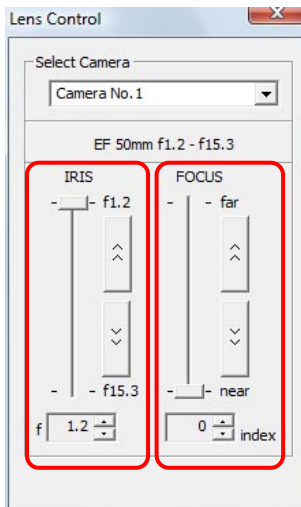 Lens Control
Select Camera
Camera No.1
EF 50mm f1.2 - f15.3
IRIS FOCUS
f1.2 far
f15.3 near
f 1.2 0 index